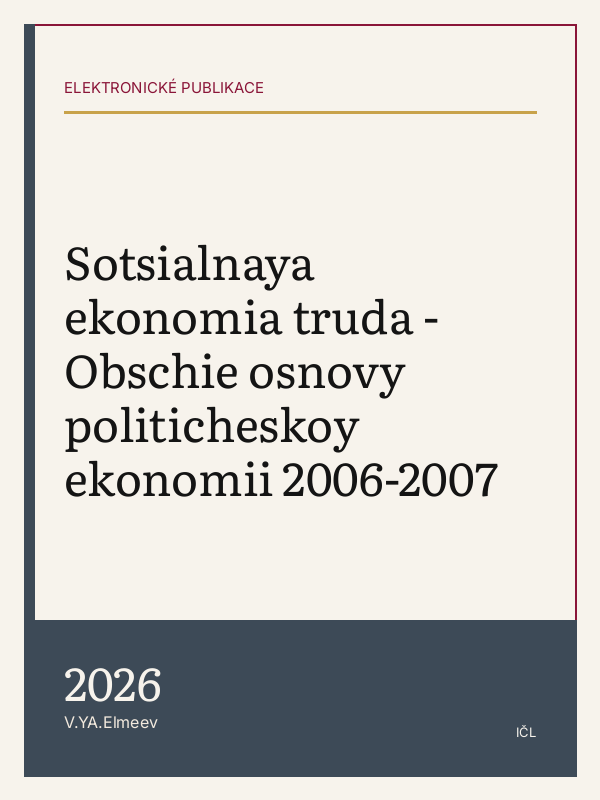 ELEKTRONICKÉ PUBLIKACE
Sotsialnaya
ekonomia truda -
Obschie osnovy
politicheskoy
ekonomii 2006-2007
2026
V.YA.Elmeev
IČL